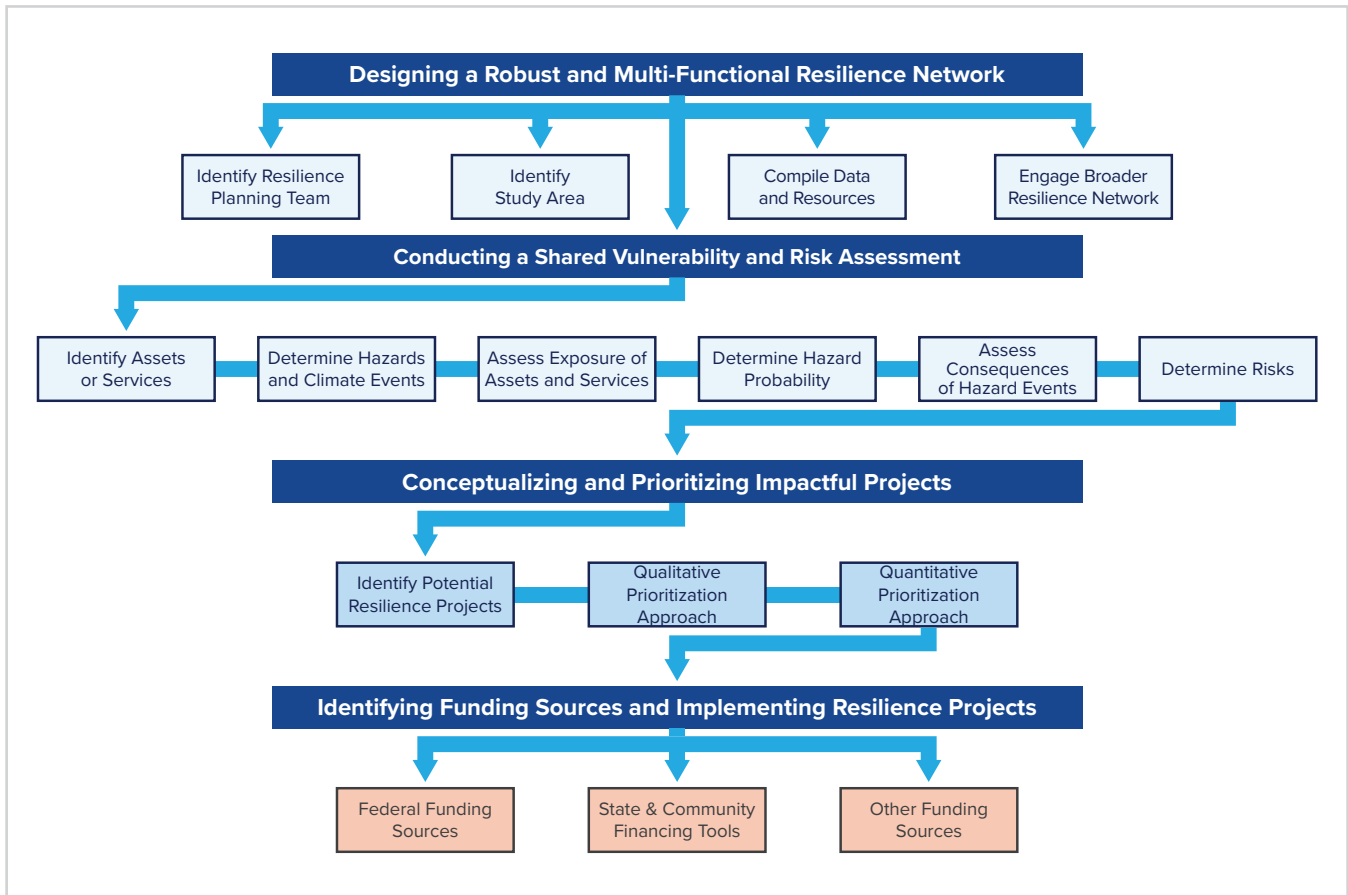 Designing a Robust and Multi-Functional Resilience Network
Identify Resilience
Planning Team
Identify
Study Area
Compile Data
and Resources
Engage Broader
Resilience Network
Conducting a Shared Vulnerability and Risk Assessment
Identify Assets
or Services
Determine Hazards
and Climate Events
Assess Exposure of
Assets and Services
Determine Hazard
Probability
Assess
Consequences
of Hazard Events
Determine Risks
Conceptualizing and Prioritizing Impactful Projects
Identify Potential
Resilience Projects
Qualitative
Prioritization
Approach
Quantitative
Prioritization
Approach
Identifying Funding Sources and Implementing Resilience Projects
Federal Funding
Sources
State & Community
Financing Tools
Other Funding
Sources